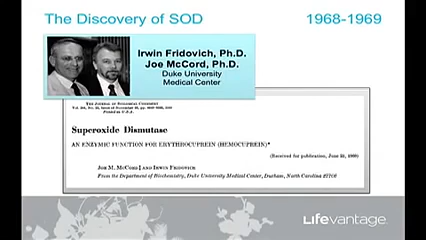 The Discovery of SOD
1968-1969
Irwin Fridovich, Ph.D.
Joe McCord, Ph.D.
Duke University
Medical Center
THE JOURNAL OF BIOLOGICAL CHEMISTRY
Printed in U.S.A.
Superoxide Dismutase
AN ENZYMIC FUNCTION FOR ERYTHROCUPREIN (HEMOCUPREIN)*
(Received for publication, June 1969)
JOE M. MCCORD AND IRWIN FRIDOVICH
From the Department of Biochemistry, Duke University Medical Center, Durham, North Carolina 27706
Lifevantage